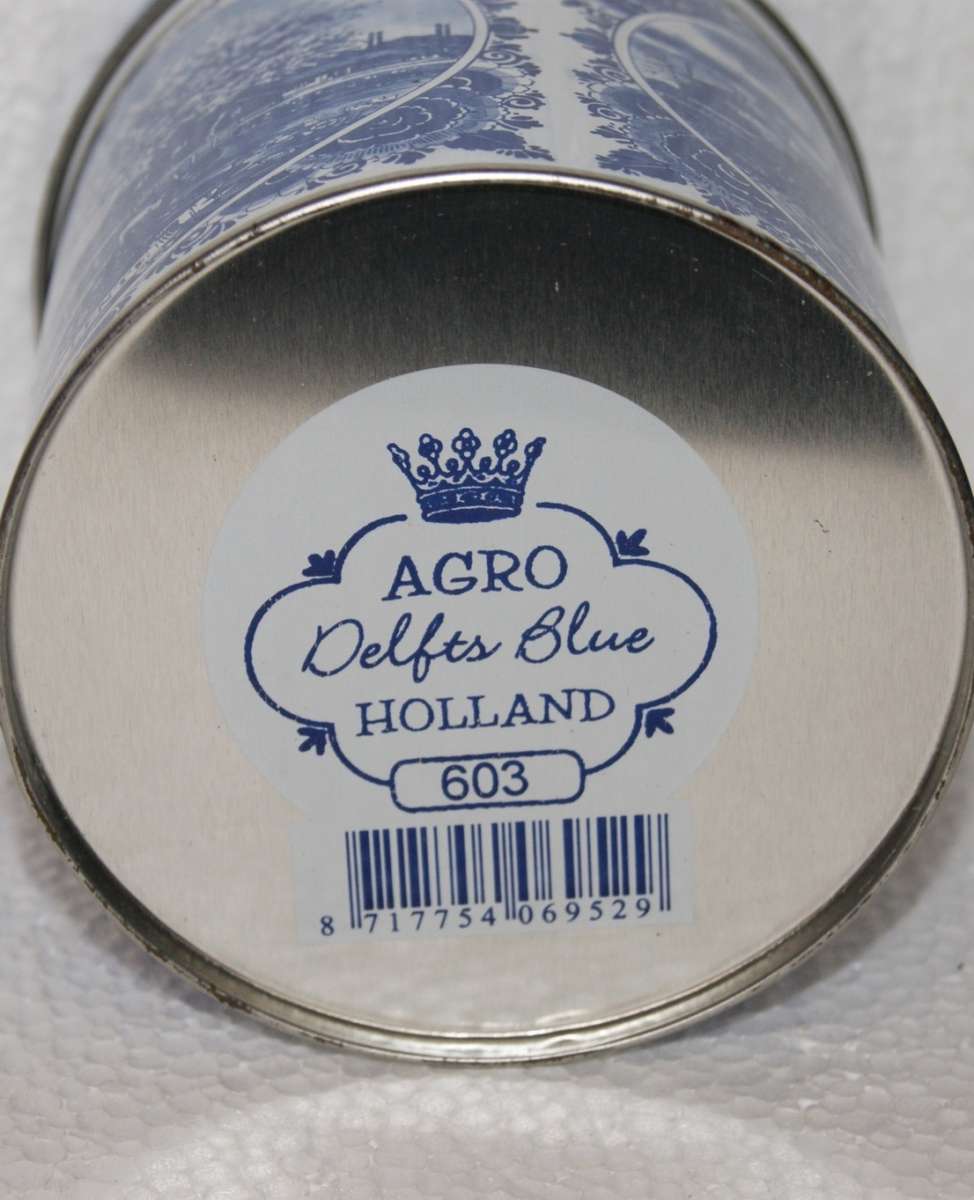 AGRO
Delfts Blue
HOLLAND
603
8 717754 069529